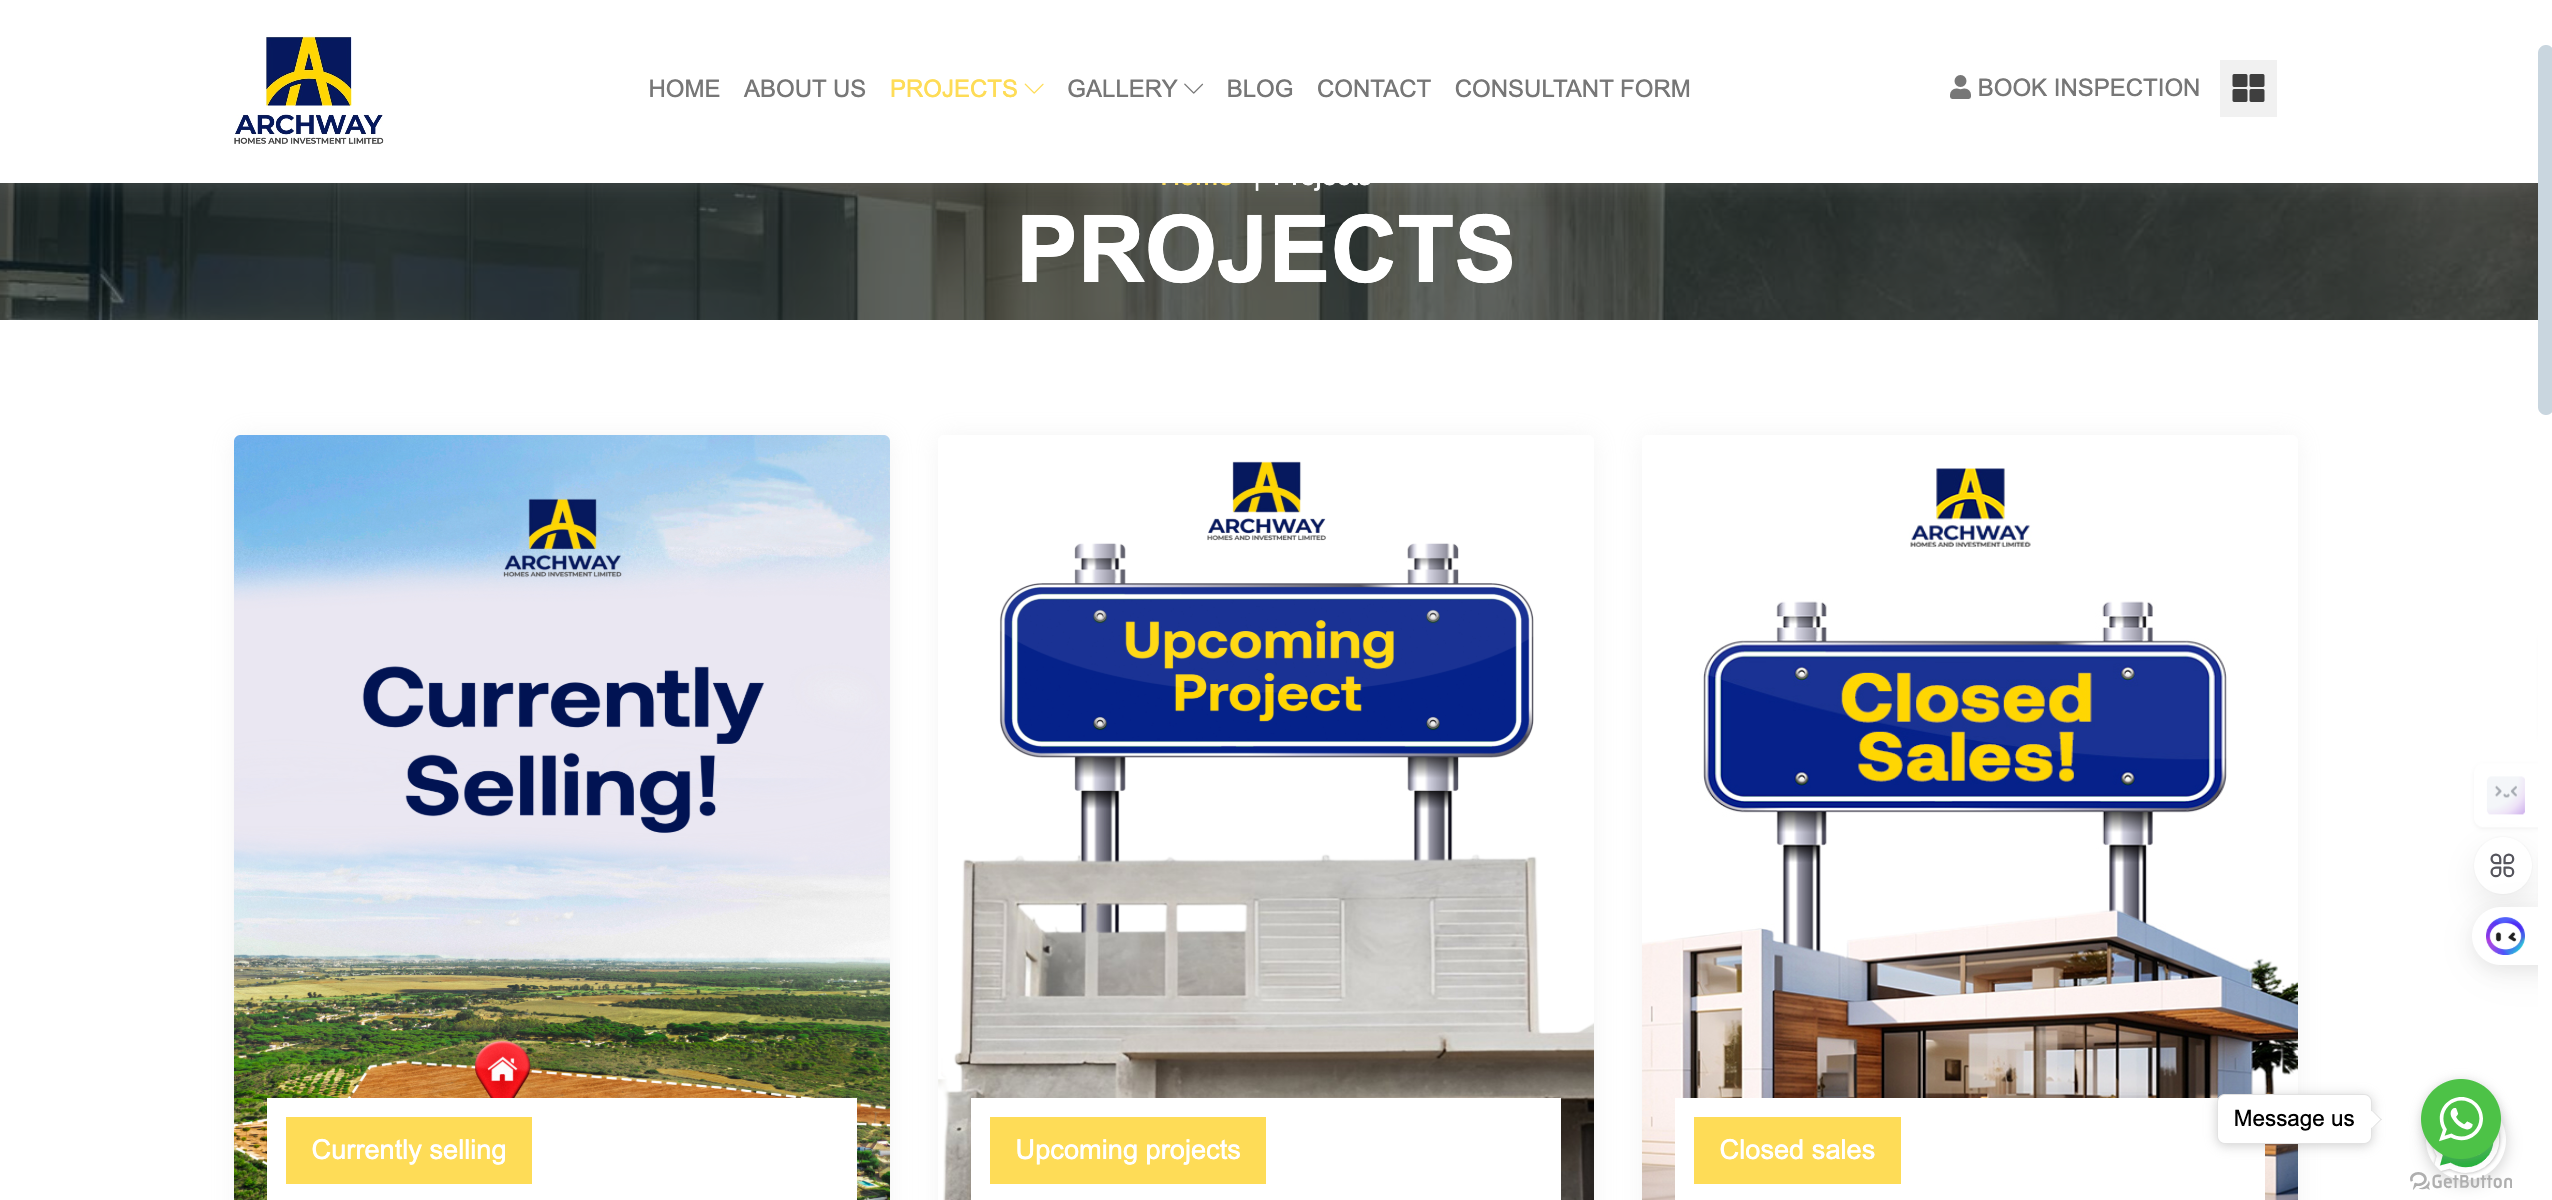 ARCHWAY
HOMES AND INVESTMENT LIMITED
HOME ABOUT US PROJECTS GALLERY BLOG CONTACT CONSULTANT FORM
BOOK INSPECTION
Home | Projects
PROJECTS
ARCHWAY
HOMES AND INVESTMENT LIMITED
Currently
Selling!
Currently selling
ARCHWAY
HOMES AND INVESTMENT LIMITED
Upcoming
Project
Upcoming projects
ARCHWAY
HOMES AND INVESTMENT LIMITED
Closed
Sales!
Closed sales
Message us
GetButton